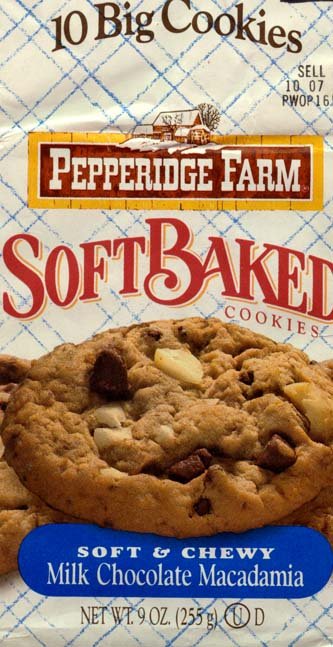 10 Big Cookies
SELL
10 07
PEPPERIDGE FARM
SOFT BAKED
COOKIES
SOFT & CHEWY
Milk Chocolate Macadamia
NET WT. 9 OZ. (255 g) U D